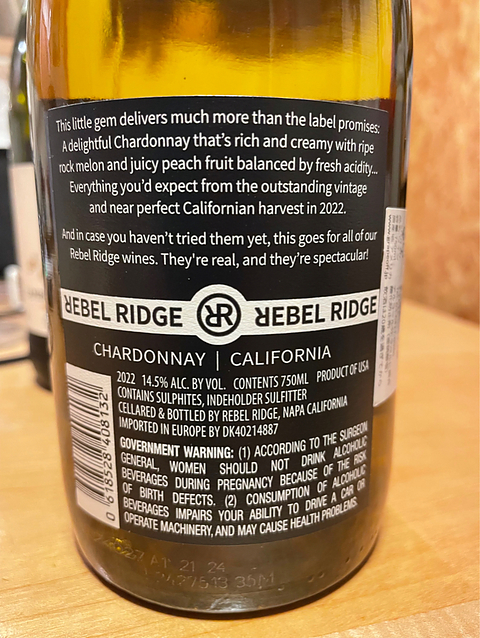 This little gem delivers much more than the label promises:
A delightful Chardonnay that's rich and creamy with ripe
rock melon and juicy peach fruit balanced by fresh acidity...
Everything you'd expect from the outstanding vintage
and near perfect Californian harvest in 2022.
And in case you haven't tried them yet, this goes for all of our
Rebel Ridge wines. They're real, and they're spectacular!
REBEL RIDGE RR REBEL RIDGE
CHARDONNAY | CALIFORNIA
2022 14.5% ALC. BY VOL. CONTENTS 750ML PRODUCT OF USA
CONTAINS SULPHITES, INDEHOLDER SULFITTER
CELLARED & BOTTLED BY REBEL RIDGE, NAPA CALIFORNIA
IMPORTED IN EUROPE BY DK40214887
GOVERNMENT WARNING: (1) ACCORDING TO THE SURGEON
GENERAL, WOMEN SHOULD NOT DRINK ALCOHOLIC
BEVERAGES DURING PREGNANCY BECAUSE OF THE RISK
OF BIRTH DEFECTS. (2) CONSUMPTION OF ALCOHOLIC
BEVERAGES IMPAIRS YOUR ABILITY TO DRIVE A CAR OR
OPERATE MACHINERY, AND MAY CAUSE HEALTH PROBLEMS.
0 618528 408132
21 24